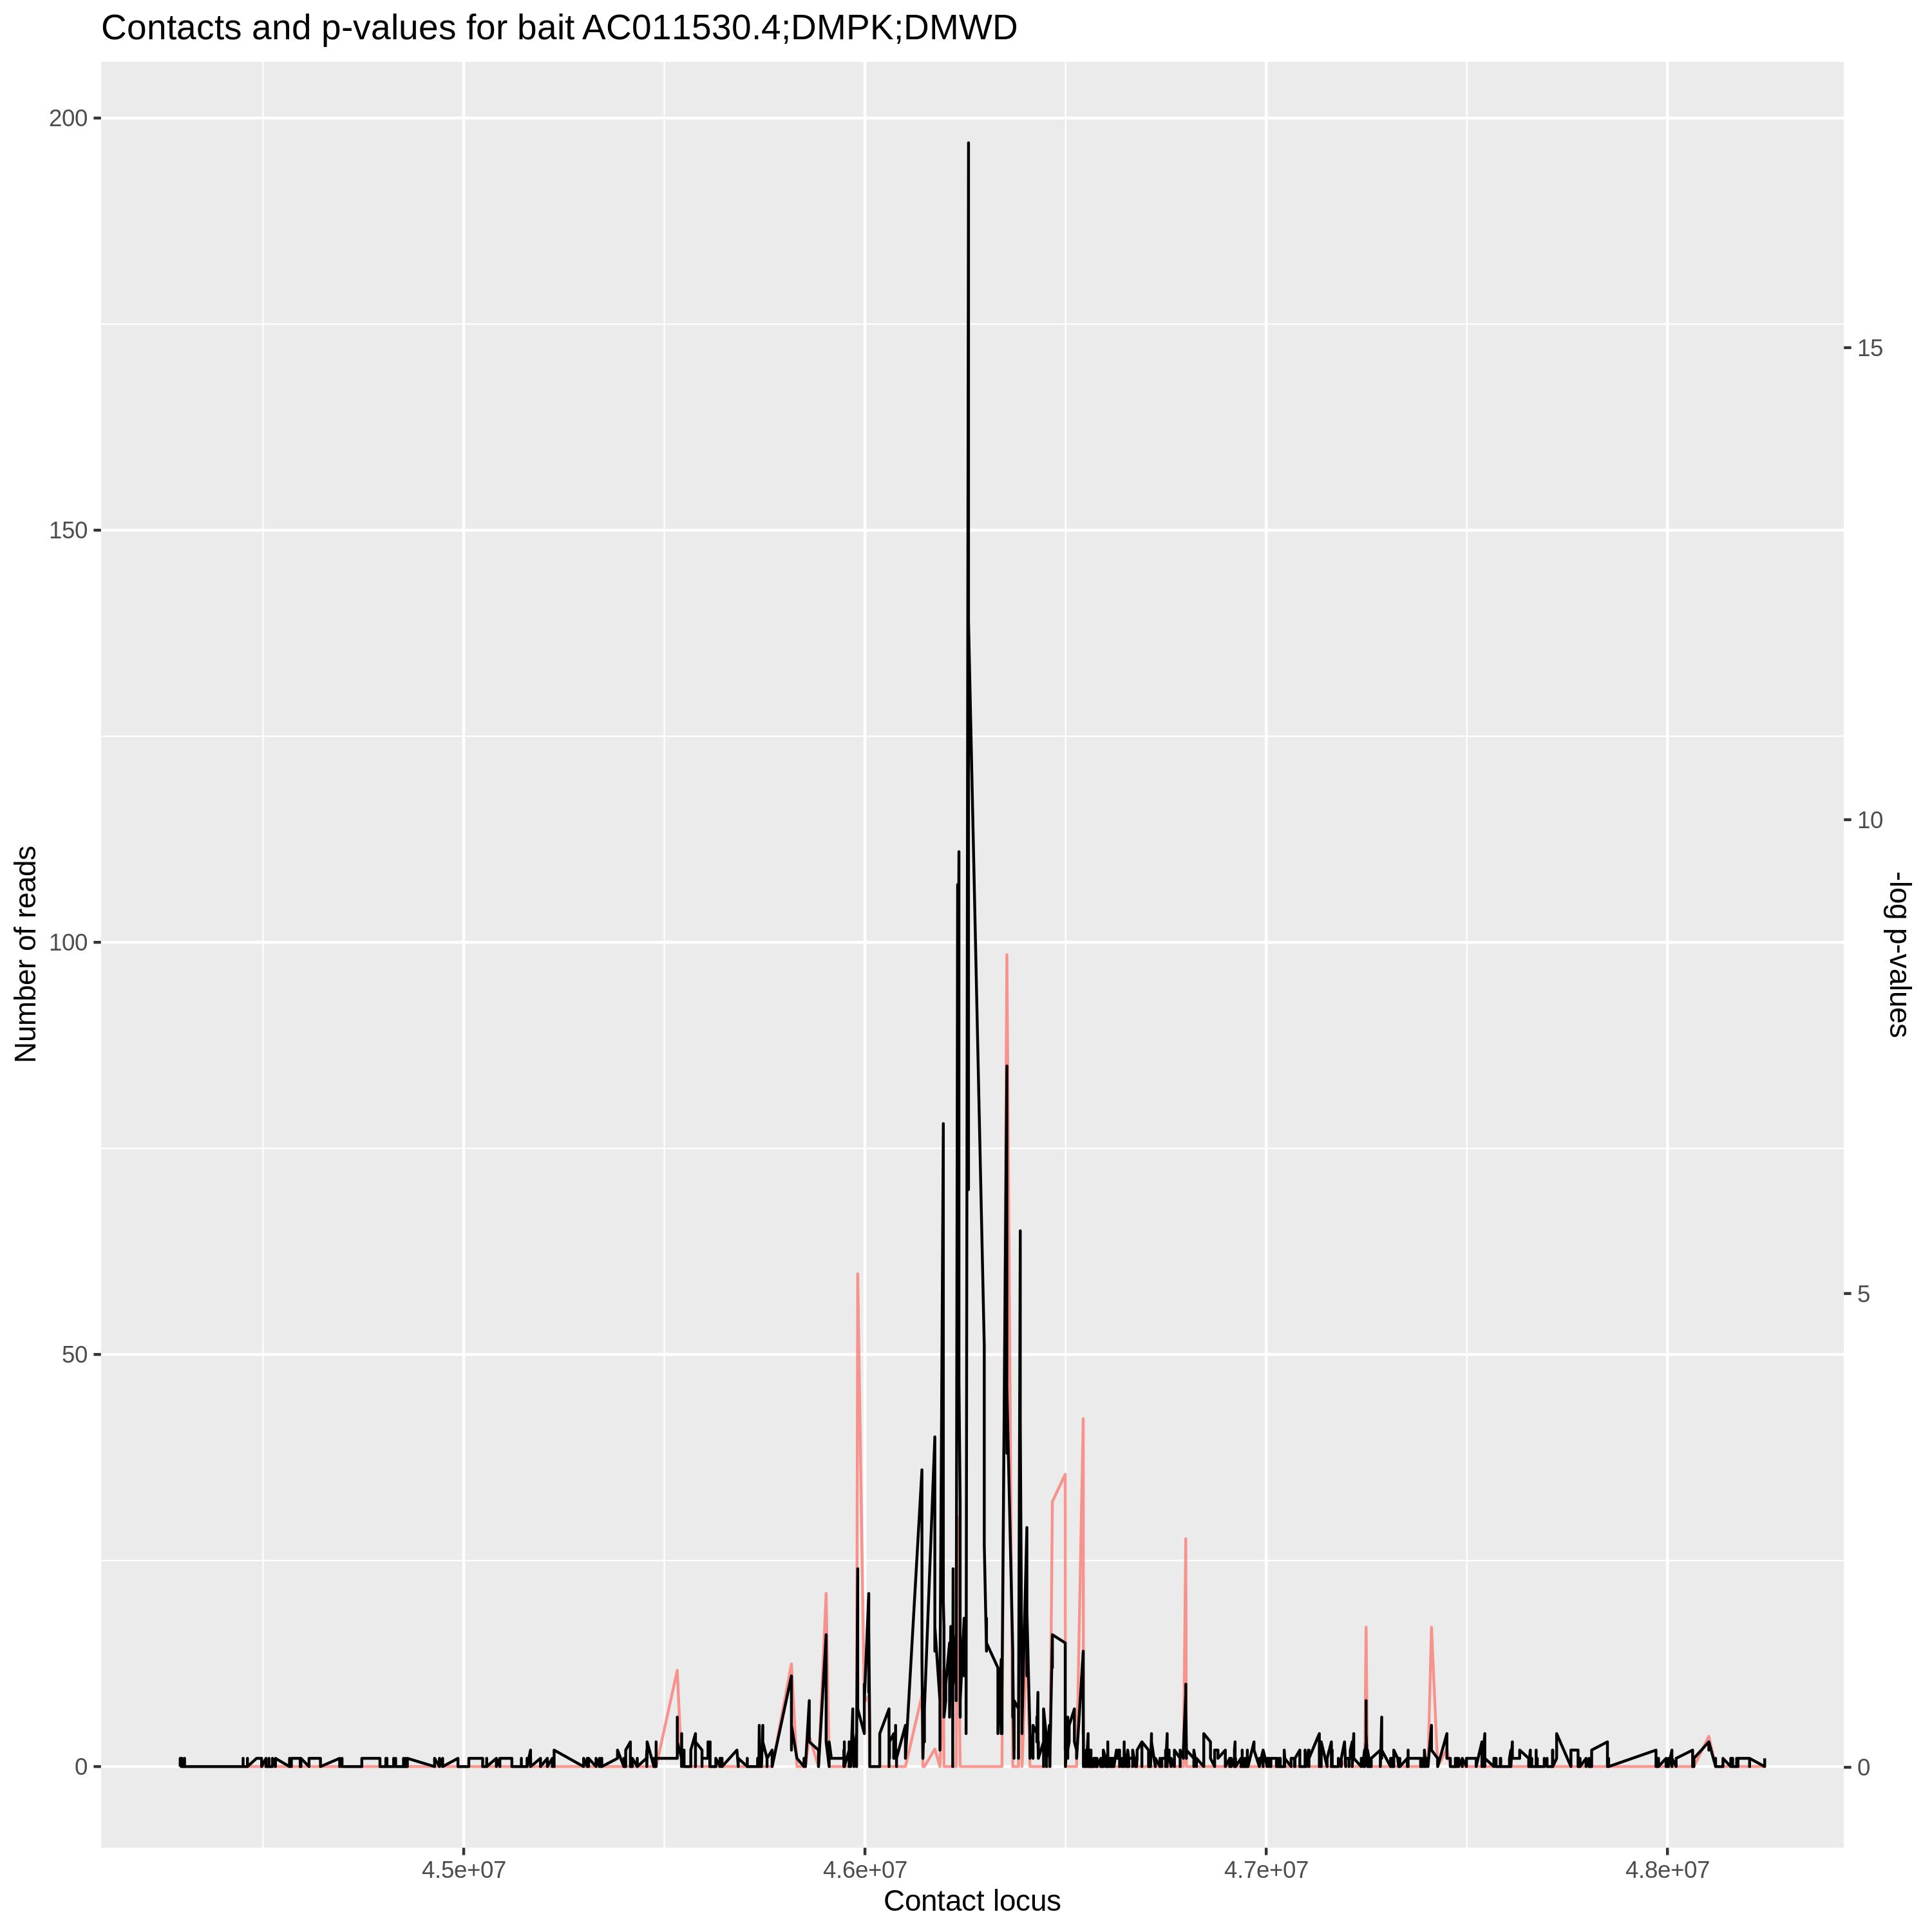 Contacts and p-values for bait AC011530.4;DMPK;DMWD
200
150
100
50
0
Number of reads
15
10
5
0
-log p-values
4.5e+07
4.6e+07
4.7e+07
4.8e+07
Contact locus